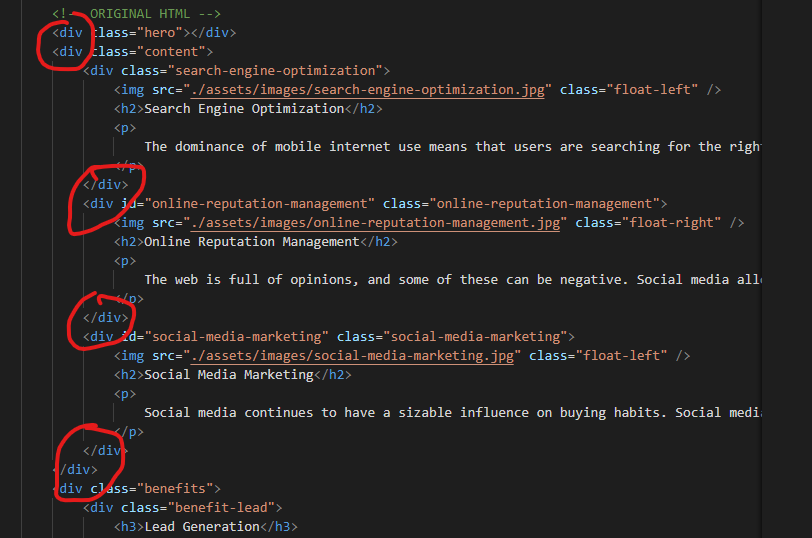 <!-- ORIGINAL HTML -->
<div class="hero"></div>
<div class="content">
<div class="search-engine-optimization">
<img src="./assets/images/search-engine-optimization.jpg" class="float-left" />
<h2>Search Engine Optimization</h2>
<p>
The dominance of mobile internet use means that users are searching for the righ
</p>
</div>
<div id="online-reputation-management" class="online-reputation-management">
<img src="./assets/images/online-reputation-management.jpg" class="float-right" />
<h2>Online Reputation Management</h2>
<p>
The web is full of opinions, and some of these can be negative. Social media all
</p>
</div>
<div id="social-media-marketing" class="social-media-marketing">
<img src="./assets/images/social-media-marketing.jpg" class="float-left" />
<h2>Social Media Marketing</h2>
<p>
Social media continues to have a sizable influence on buying habits. Social medi
</p>
</div>
</div>
<div class="benefits">
<div class="benefit-lead">
<h3>Lead Generation</h3>